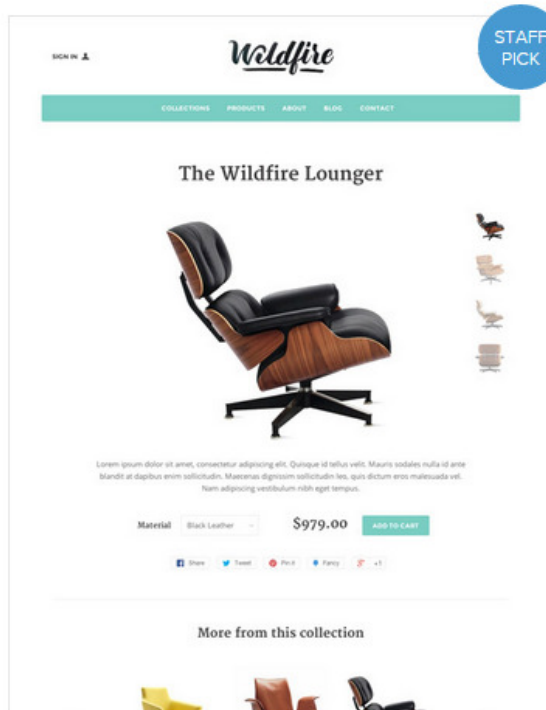 STAFF
PICK
SIGN IN
Wildfire
COLLECTIONS PRODUCTS ABOUT BLOG CONTACT
The Wildfire Lounger
Lorem ipsum dolor sit amet, consectetur adipiscing elit. Quisque id tellus velit. Mauris sodales nulla id ante
blandit at dapibus enim sollicitudin. Maecenas dignissim sollicitudin leo, quis dictum eros malesuada vel.
Nam adipiscing vestibulum nibh eget tempus.
Material Black Leather $979.00 ADD TO CART
Share Tweet Pin it Fancy +1
More from this collection